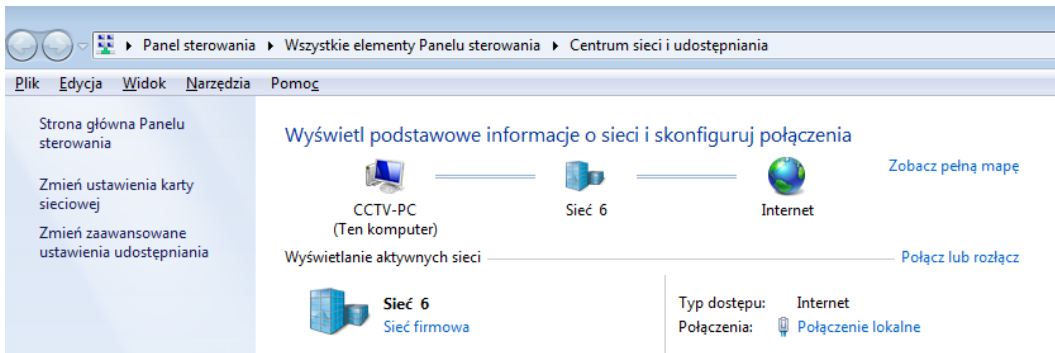 Panel sterowania ▸ Wszystkie elementy Panelu sterowania ▸ Centrum sieci i udostępniania
Plik Edycja Widok Narzędzia Pomoc
Strona główna Panelu
sterowania
Zmień ustawienia karty
sieciowej
Zmień zaawansowane
ustawienia udostępniania
Wyświetl podstawowe informacje o sieci i skonfiguruj połączenia
Zobacz pełną mapę
CCTV-PC
(Ten komputer)
Sieć 6
Internet
Wyświetlanie aktywnych sieci
Połącz lub rozłącz
Sieć 6
Sieć firmowa
Typ dostępu: Internet
Połączenia: Połączenie lokalne